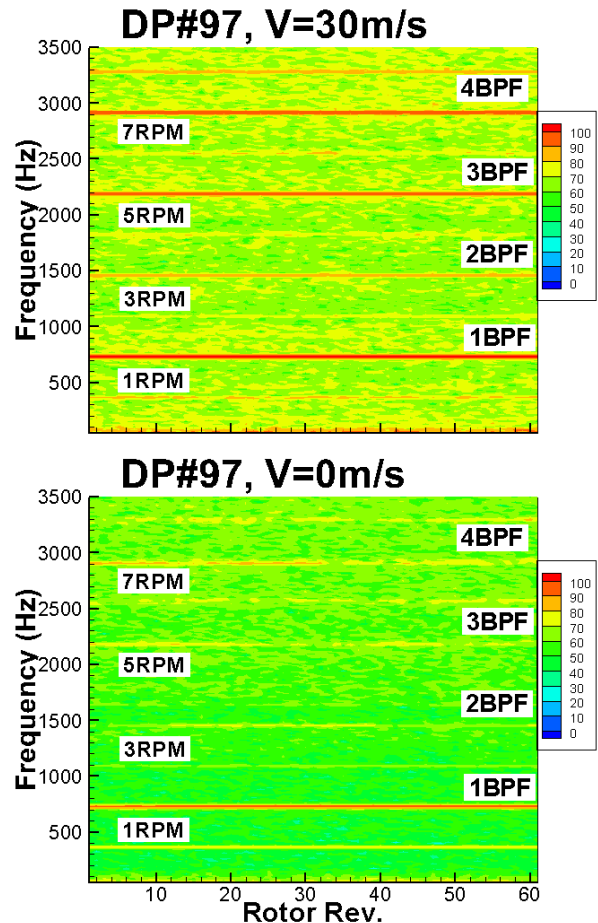 DP#97, V=30m/s
3500
3000
2500
2000
1500
1000
500
Frequency (Hz)
4BPF
7RPM
3BPF
5RPM
2BPF
3RPM
1BPF
1RPM
100
90
80
70
60
50
40
30
20
10
0
DP#97, V=0m/s
3500
3000
2500
2000
1500
1000
500
Frequency (Hz)
4BPF
7RPM
3BPF
5RPM
2BPF
3RPM
1BPF
1RPM
100
90
80
70
60
50
40
30
20
10
0
10 20 30 40 50 60
Rotor Rev.